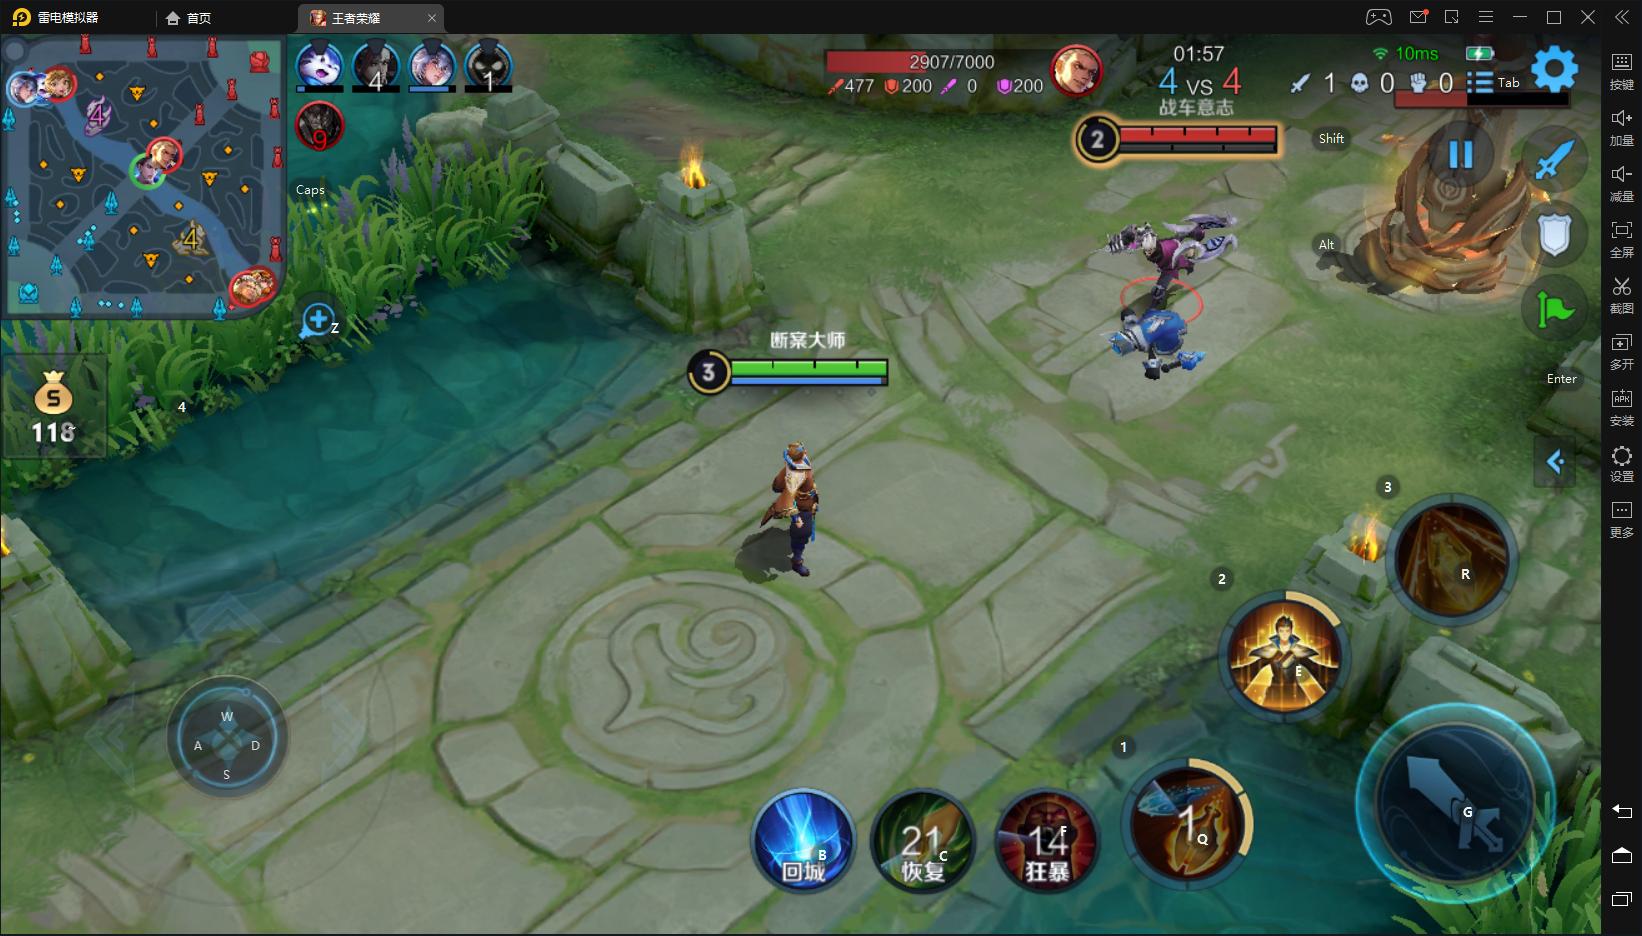 雷电模拟器
首页
王者荣耀
4
1
9
4
4
Caps
Z
2907/7000
477 200 0 200
01:57
4 VS 4
战车意志
2
10ms
1 0 0
Tab
Shift
Alt
Enter
断案大师
3
S
118
4
W
A
D
S
3
R
2
E
1
1
Q
G
B
回城
21
C
恢复
14
F
狂暴
按键
加量
减量
全屏
截图
多开
APK
安装
设置
更多